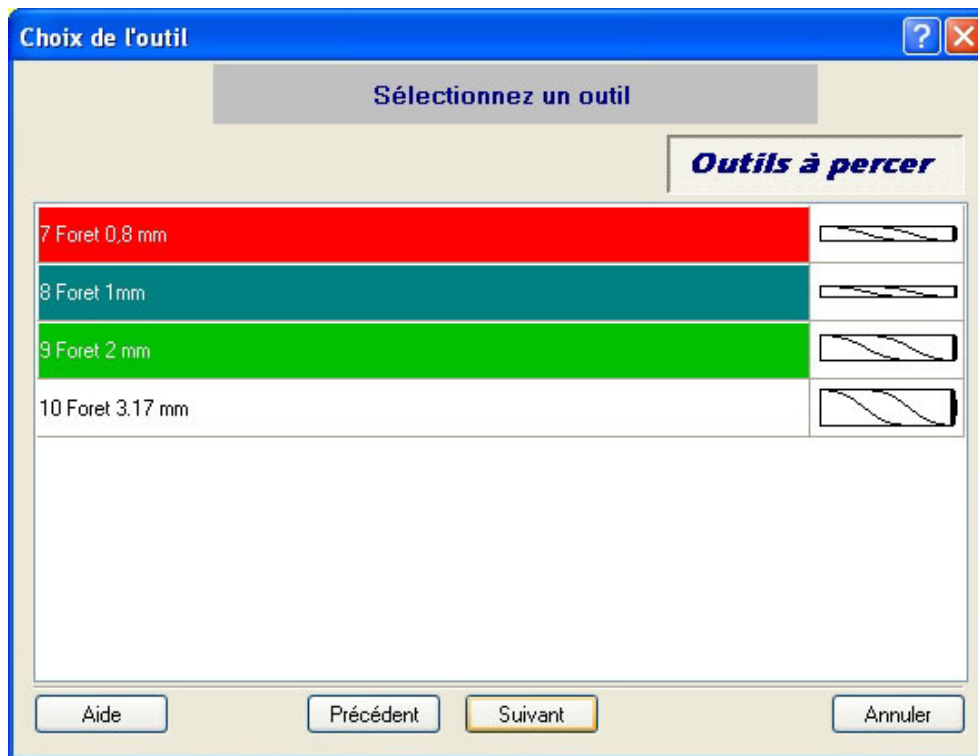 Choix de l'outil
Sélectionnez un outil
Outils à percer
7 Foret 0,8 mm
8 Foret 1mm
9 Foret 2 mm
10 Foret 3.17 mm
Aide
Précédent
Suivant
Annuler